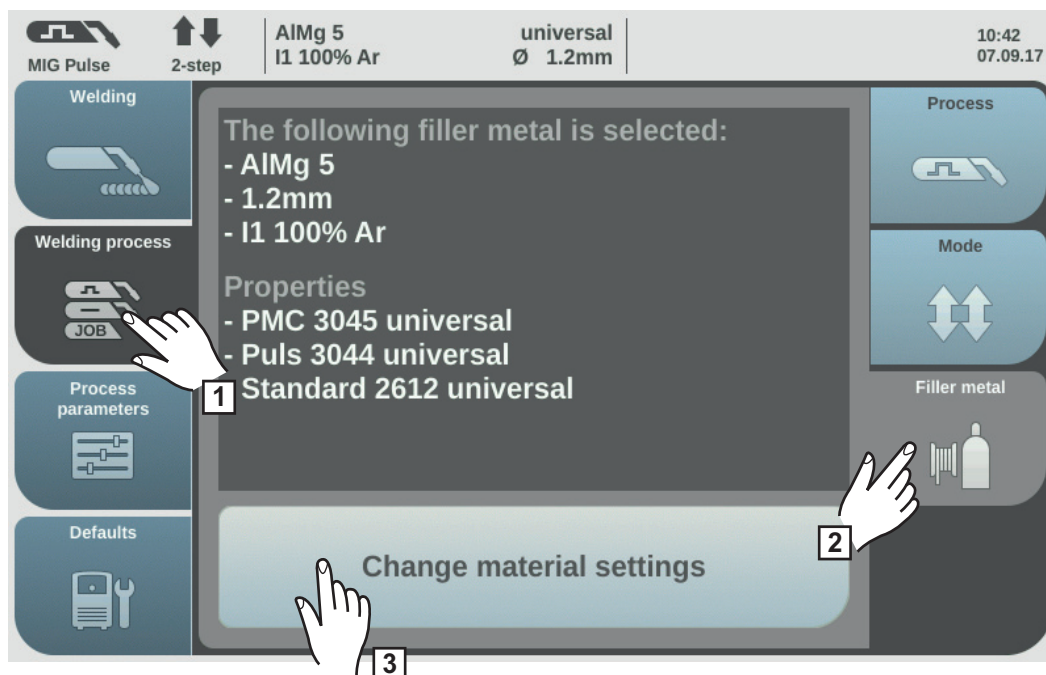 MIG Pulse
2-step
AlMg 5 universal
I1 100% Ar Ø 1.2mm
10:42
07.09.17
Welding
Welding process
JOB
Process
parameters
Defaults
The following filler metal is selected:
- AlMg 5
- 1.2mm
- I1 100% Ar
Properties
- PMC 3045 universal
- Puls 3044 universal
Standard 2612 universal
Change material settings
Process
Mode
Filler metal
1
2
3